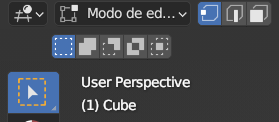 Modo de ed...
User Perspective
(1) Cube